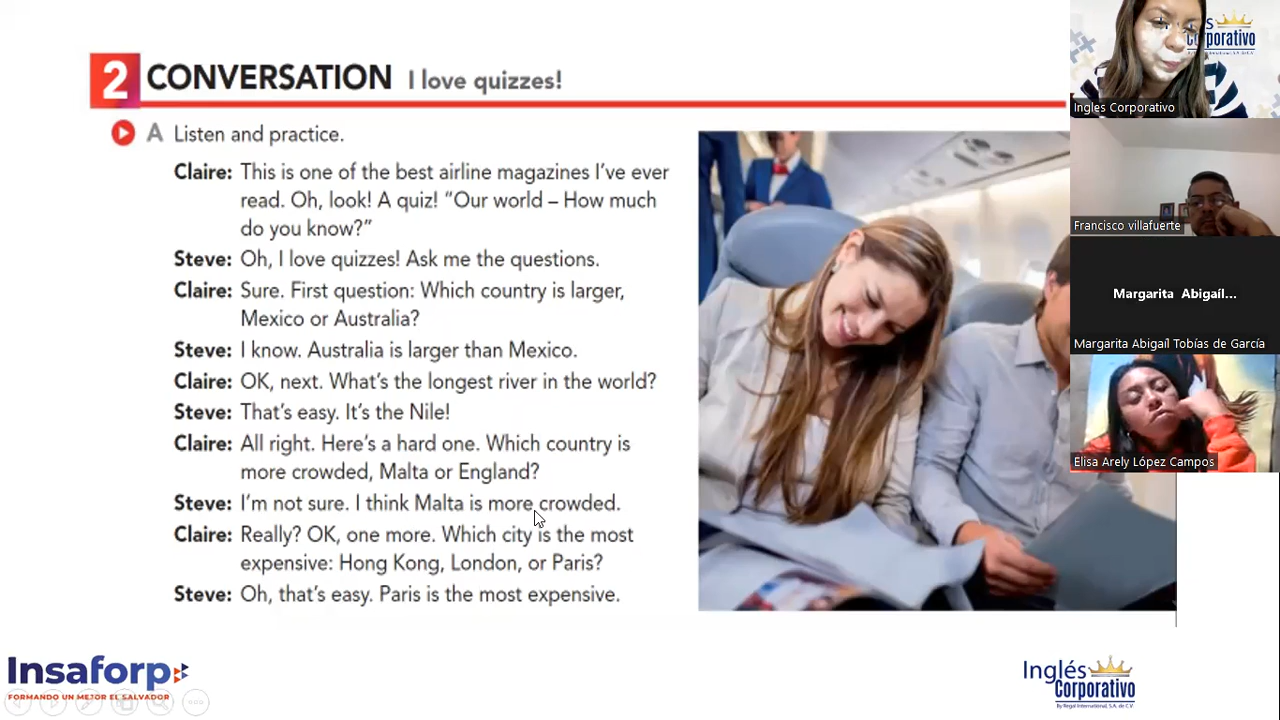 2 CONVERSATION I love quizzes!
A Listen and practice.
Claire: This is one of the best airline magazines I've ever
read. Oh, look! A quiz! "Our world – How much
do you know?"
Steve: Oh, I love quizzes! Ask me the questions.
Claire: Sure. First question: Which country is larger,
Mexico or Australia?
Steve: I know. Australia is larger than Mexico.
Claire: OK, next. What's the longest river in the world?
Steve: That's easy. It's the Nile!
Claire: All right. Here's a hard one. Which country is
more crowded, Malta or England?
Steve: I'm not sure. I think Malta is more crowded.
Claire: Really? OK, one more. Which city is the most
expensive: Hong Kong, London, or Paris?
Steve: Oh, that's easy. Paris is the most expensive.
Insaforp
FORMANDO UN MEJOR EL SALVADOR
Inglés
Corporativo
By Regal International, S.A. de C.V.
Corporativo
Ingles Corporativo
Francisco villafuerte
Margarita Abigaíl...
Margarita Abigaíl Tobías de García
Elisa Arely López Campos